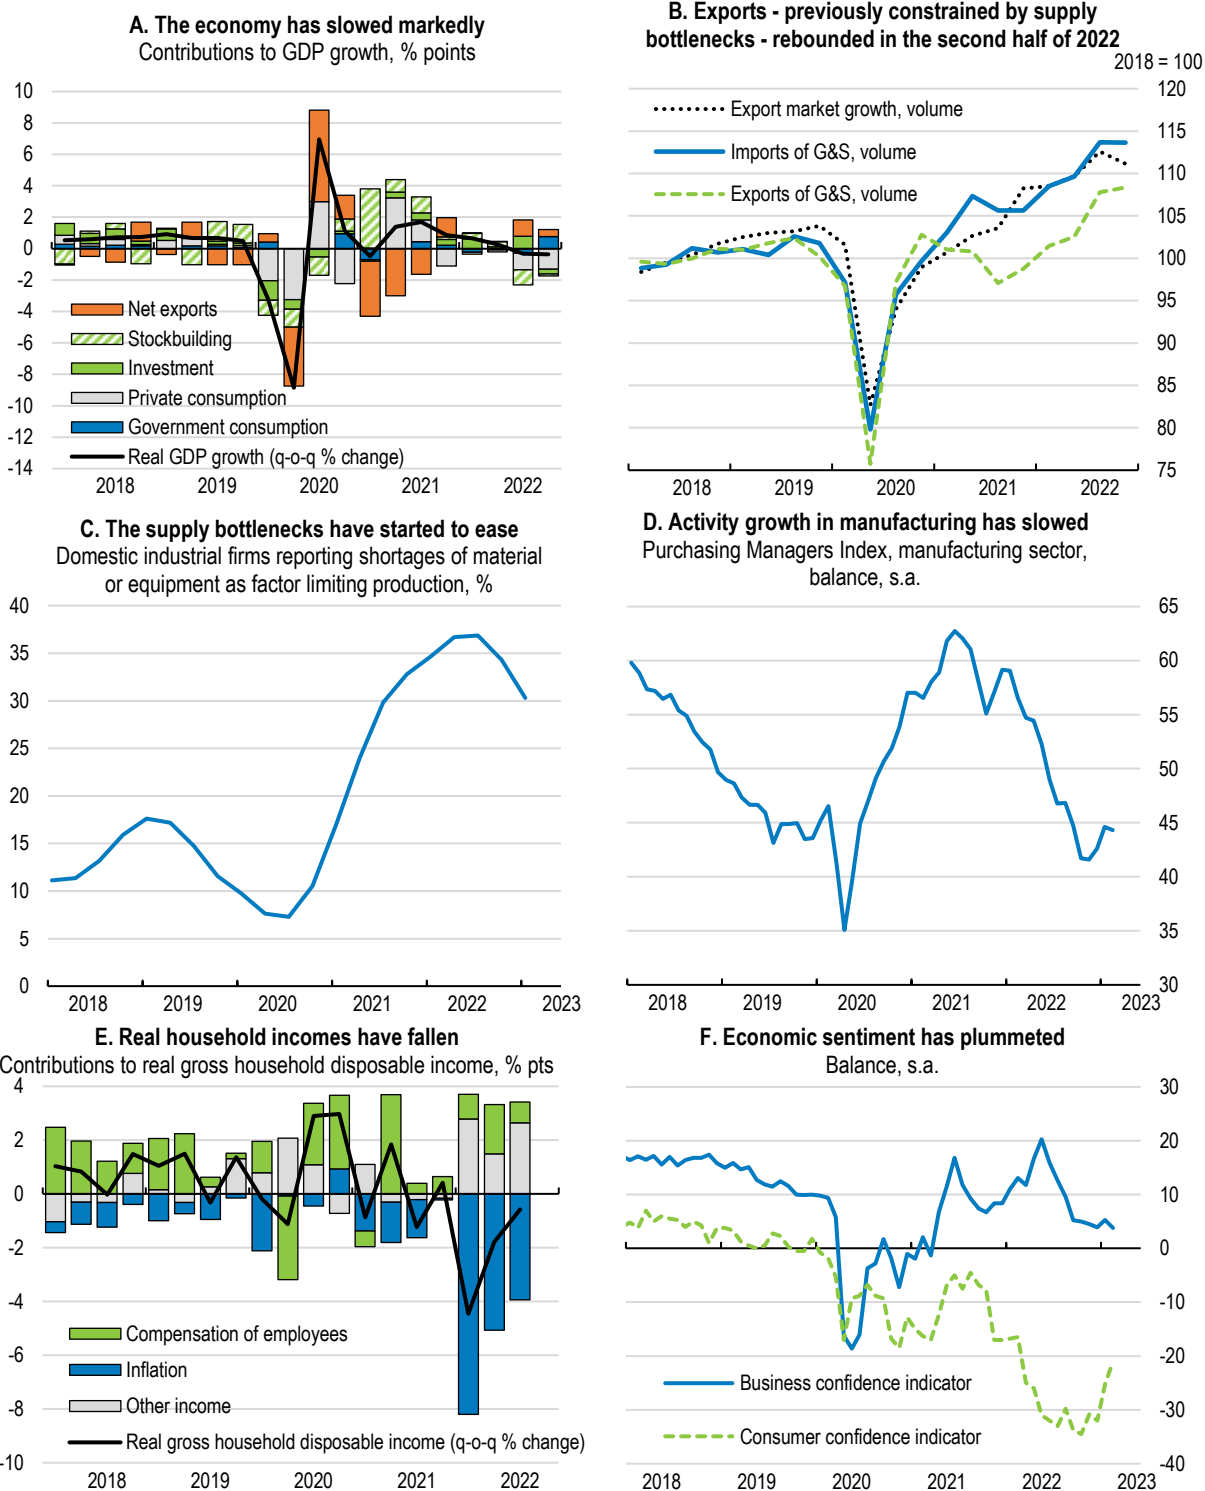 A. The economy has slowed markedly
Contributions to GDP growth, % points
10
8
6
4
2
0
-2
-4
-6
-8
-10
-12
-14
Net exports
Stockbuilding
Investment
Private consumption
Government consumption
Real GDP growth (q-o-q % change)
2018 2019 2020 2021 2022
B. Exports - previously constrained by supply
bottlenecks - rebounded in the second half of 2022
2018 = 100
120
115
110
105
100
95
90
85
80
75
Export market growth, volume
Imports of G&S, volume
Exports of G&S, volume
2018 2019 2020 2021 2022
C. The supply bottlenecks have started to ease
Domestic industrial firms reporting shortages of material
or equipment as factor limiting production, %
40
35
30
25
20
15
10
5
0
2018 2019 2020 2021 2022 2023
D. Activity growth in manufacturing has slowed
Purchasing Managers Index, manufacturing sector,
balance, s.a.
65
60
55
50
45
40
35
30
2018 2019 2020 2021 2022 2023
E. Real household incomes have fallen
Contributions to real gross household disposable income, % pts
4
2
0
-2
-4
-6
-8
-10
Compensation of employees
Inflation
Other income
Real gross household disposable income (q-o-q % change)
2018 2019 2020 2021 2022
F. Economic sentiment has plummeted
Balance, s.a.
30
20
10
0
-10
-20
-30
-40
Business confidence indicator
Consumer confidence indicator
2018 2019 2020 2021 2022 2023